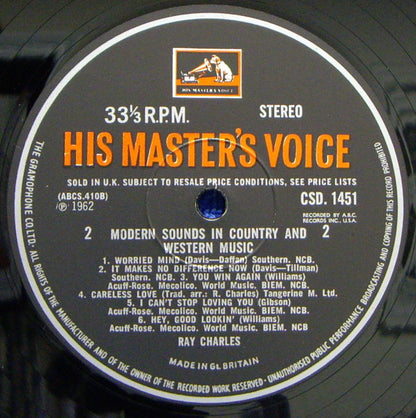 HIS MASTER'S VOICE
33⅓ R.P.M. STEREO
HIS MASTER'S VOICE
SOLD IN U.K. SUBJECT TO RESALE PRICE CONDITIONS, SEE PRICE LISTS
(ABCS.410B) CSD. 1451
℗ 1962 RECORDED BY A.B.C.
RECORDS INC., U.S.A.
2 MODERN SOUNDS IN COUNTRY AND 2
WESTERN MUSIC
1. WORRIED MIND (Davis—Daffan) Southern. NCB.
2. IT MAKES NO DIFFERENCE NOW (Davis—Tillman)
Southern. NCB. 3. YOU WIN AGAIN (Williams)
Acuff-Rose. Mecolico. World Music. BIEM. NCB.
4. CARELESS LOVE (Trad. arr. R. Charles) Tangerine M. Ltd.
5. I CAN'T STOP LOVING YOU (Gibson)
Acuff-Rose. Mecolico. World Music. BIEM. NCB.
6. HEY, GOOD LOOKIN' (Williams)
Acuff-Rose. Mecolico. World Music. BIEM. NCB
RAY CHARLES
MADE IN Gt. BRITAIN
THE GRAMOPHONE CO. LTD· ALL RIGHTS OF THE MANUFACTURER AND OF THE OWNER OF THE RECORDED WORK RESERVED· UNAUTHORISED PUBLIC PERFORMANCE BROADCASTING AND COPYING OF THIS RECORD PROHIBITED